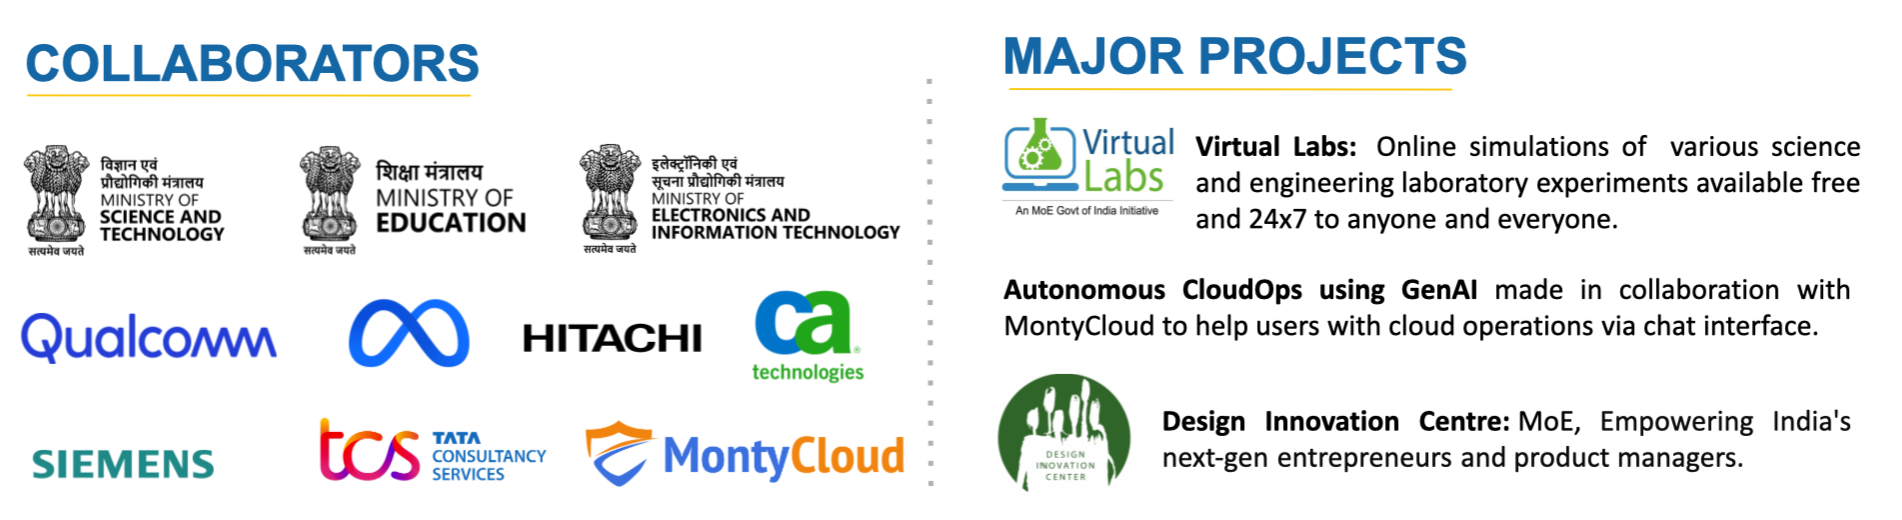 COLLABORATORS
विज्ञान एवं
प्रौद्योगिकी मंत्रालय
MINISTRY OF
SCIENCE AND
TECHNOLOGY
सत्यमेव जयते
शिक्षा मंत्रालय
MINISTRY OF
EDUCATION
सत्यमेव जयते
इलेक्ट्रॉनिकी एवं
सूचना प्रौद्योगिकी मंत्रालय
MINISTRY OF
ELECTRONICS AND
INFORMATION TECHNOLOGY
सत्यमेव जयते
Qualcomm
HITACHI
ca
technologies
SIEMENS
tcs
TATA
CONSULTANCY
SERVICES
MontyCloud
MAJOR PROJECTS
Virtual
Labs
An MoE Govt of India Initiative
Virtual Labs: Online simulations of various science
and engineering laboratory experiments available free
and 24x7 to anyone and everyone.
Autonomous CloudOps using GenAI made in collaboration with
MontyCloud to help users with cloud operations via chat interface.
DESIGN
INOVATION
CENTER
Design Innovation Centre: MoE, Empowering India's
next-gen entrepreneurs and product managers.